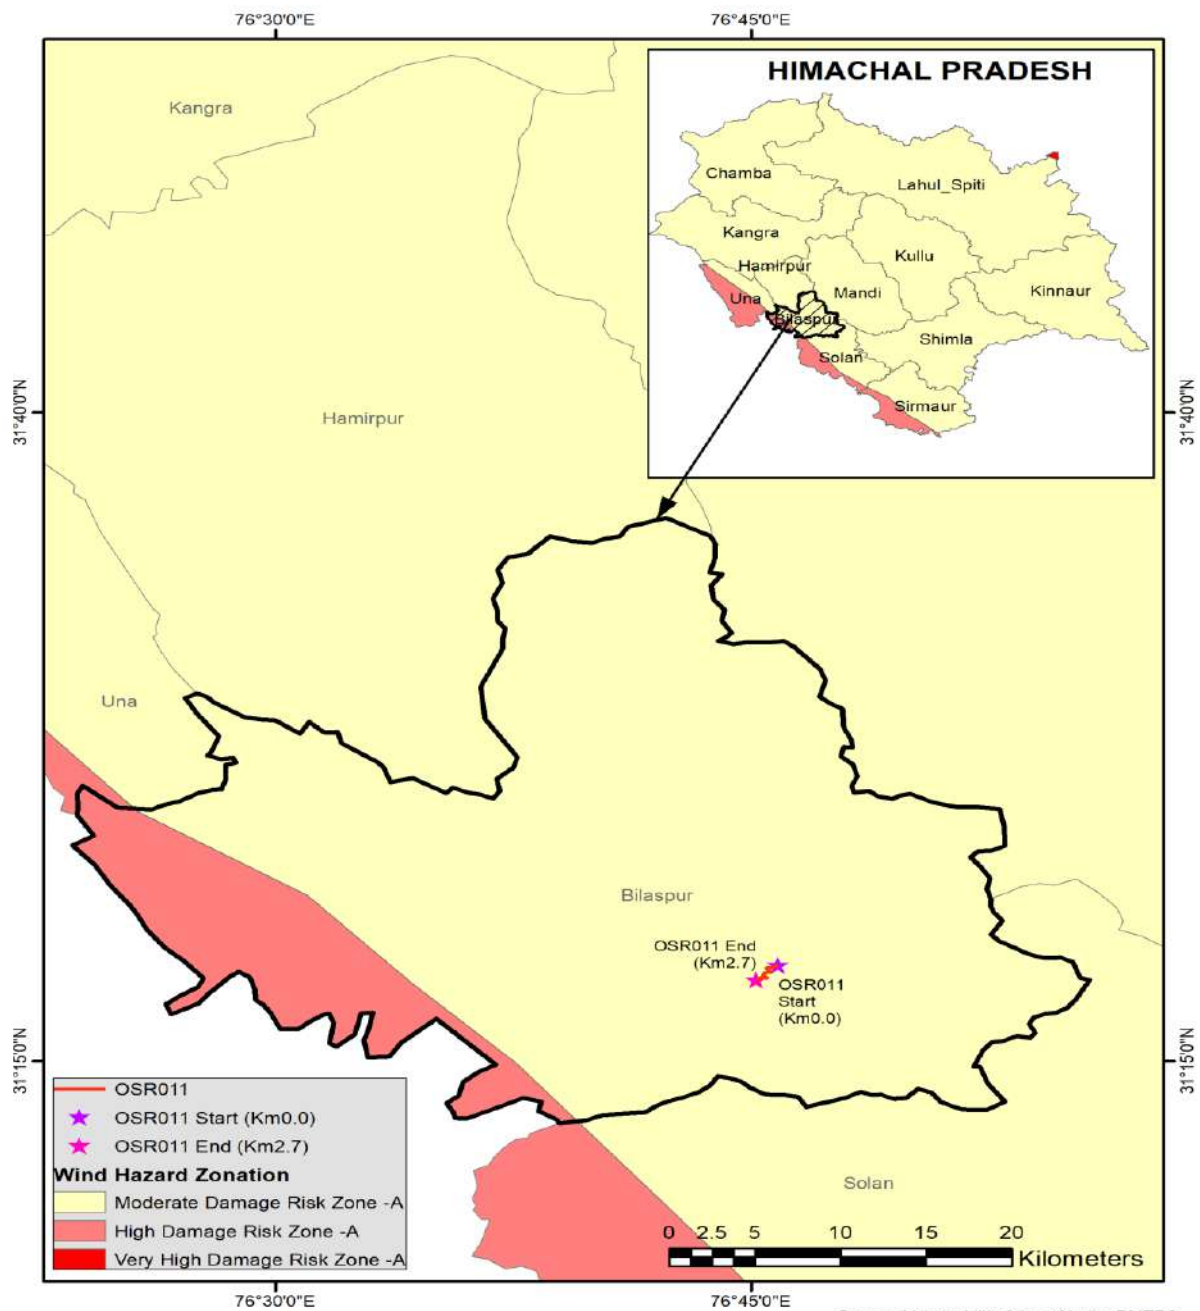 76°30'0"E
76°45'0"E
HIMACHAL PRADESH
Kangra
Chamba
Lahul_Spiti
Kangra
Kullu
Hamirpur
Mandi
Kinnaur
Una
Bilaspur
Shimla
Solan
Sirmaur
31°40'0"N
31°40'0"N
Hamirpur
Una
Bilaspur
OSR011 End
(Km2.7)
OSR011
Start
(Km0.0)
31°15'0"N
31°15'0"N
OSR011
OSR011 Start (Km0.0)
OSR011 End (Km2.7)
Wind Hazard Zonation
Moderate Damage Risk Zone -A
High Damage Risk Zone -A
Very High Damage Risk Zone -A
Solan
0 2.5 5 10 15 20
Kilometers
76°30'0"E
76°45'0"E